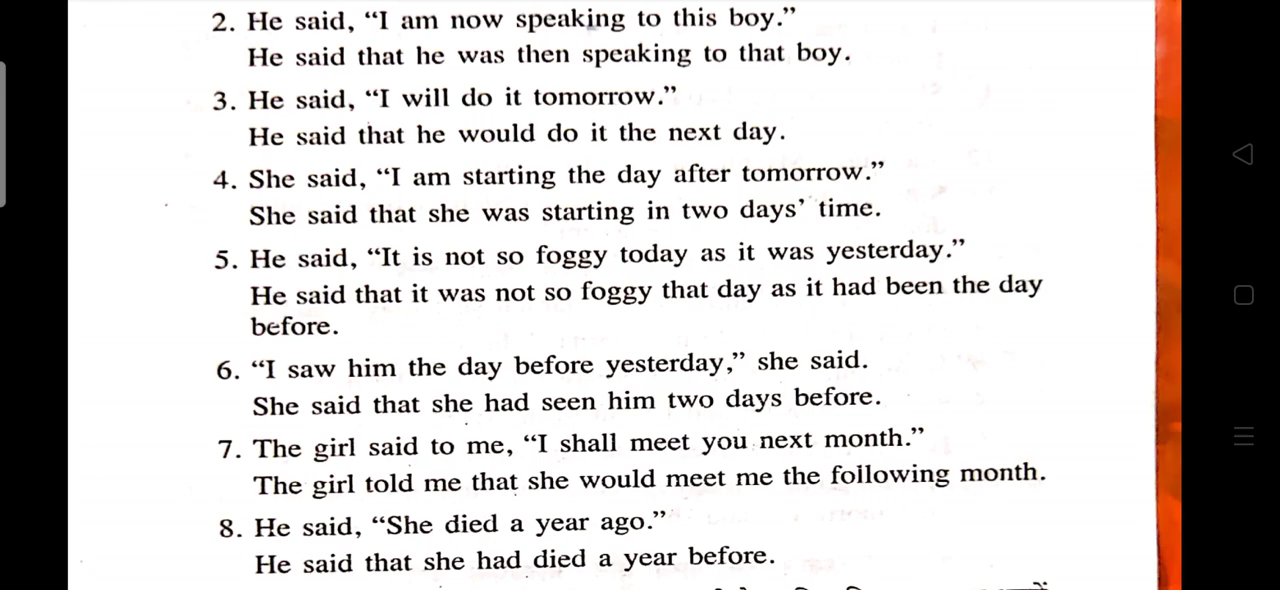 2. He said, “I am now speaking to this boy.”
He said that he was then speaking to that boy.
3. He said, “I will do it tomorrow.”
He said that he would do it the next day.
4. She said, “I am starting the day after tomorrow.”
She said that she was starting in two days’ time.
5. He said, “It is not so foggy today as it was yesterday.”
He said that it was not so foggy that day as it had been the day
before.
6. “I saw him the day before yesterday,” she said.
She said that she had seen him two days before.
7. The girl said to me, “I shall meet you next month.”
The girl told me that she would meet me the following month.
8. He said, “She died a year ago.”
He said that she had died a year before.